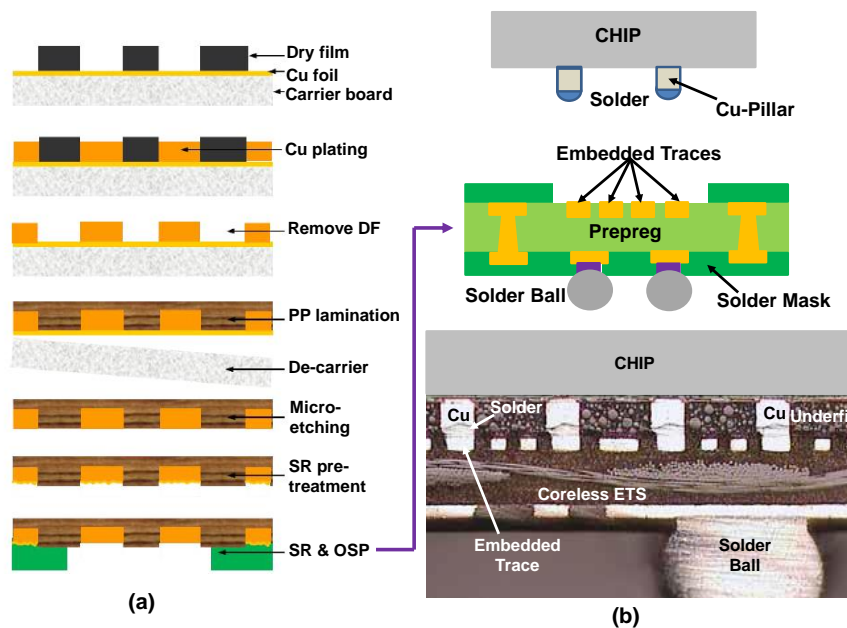 Dry film
Cu foil
Carrier board
Cu plating
Remove DF
PP lamination
De-carrier
Micro-
etching
SR pre-
treatment
SR & OSP
(a)
CHIP
Solder
Cu-Pillar
Embedded Traces
Prepreg
Solder Ball
Solder Mask
CHIP
Cu
Solder
Cu
Underfi
Coreless ETS
Embedded
Trace
Solder
Ball
(b)